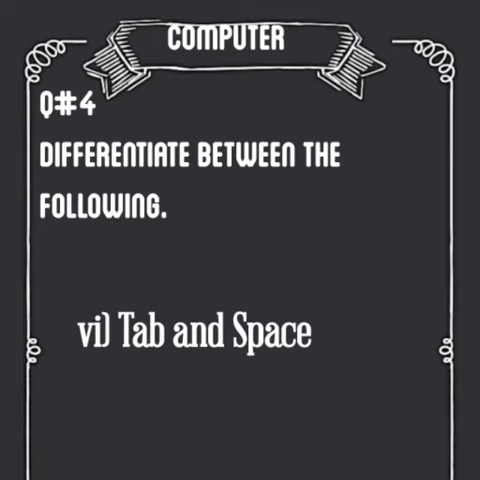 COMPUTER
Q#4
DIFFERENTIATE BETWEEN THE
FOLLOWING.
vi) Tab and Space